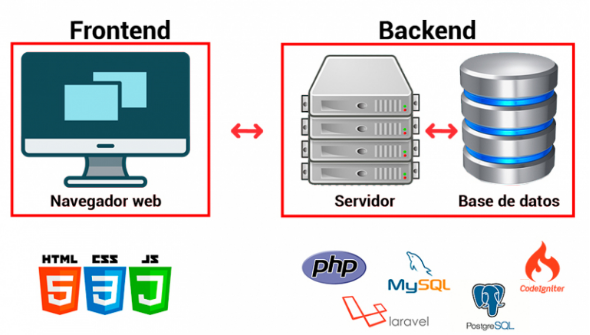 Frontend
Backend
Navegador web
Servidor
Base de datos
HTML
5
CSS
3
JS
php
MySQL
CodeIgniter
laravel
PostgreSQL